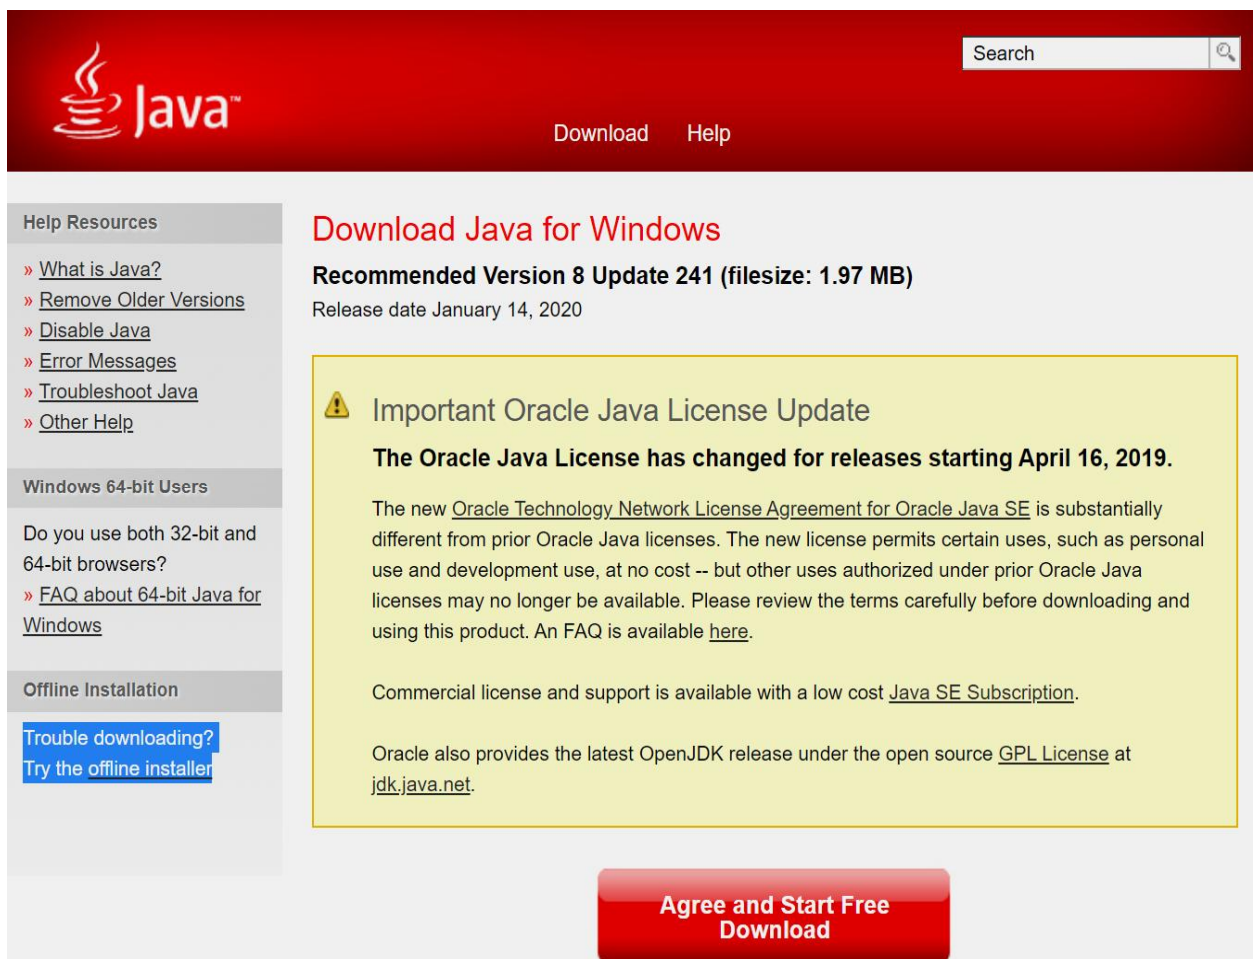 Java™
Search
Download Help
Help Resources
» What is Java?
» Remove Older Versions
» Disable Java
» Error Messages
» Troubleshoot Java
» Other Help
Windows 64-bit Users
Do you use both 32-bit and
64-bit browsers?
» FAQ about 64-bit Java for
Windows
Offline Installation
Trouble downloading?
Try the offline installer
Download Java for Windows
Recommended Version 8 Update 241 (filesize: 1.97 MB)
Release date January 14, 2020
Important Oracle Java License Update
The Oracle Java License has changed for releases starting April 16, 2019.
The new Oracle Technology Network License Agreement for Oracle Java SE is substantially
different from prior Oracle Java licenses. The new license permits certain uses, such as personal
use and development use, at no cost -- but other uses authorized under prior Oracle Java
licenses may no longer be available. Please review the terms carefully before downloading and
using this product. An FAQ is available here.
Commercial license and support is available with a low cost Java SE Subscription.
Oracle also provides the latest OpenJDK release under the open source GPL License at
jdk.java.net.
Agree and Start Free
Download